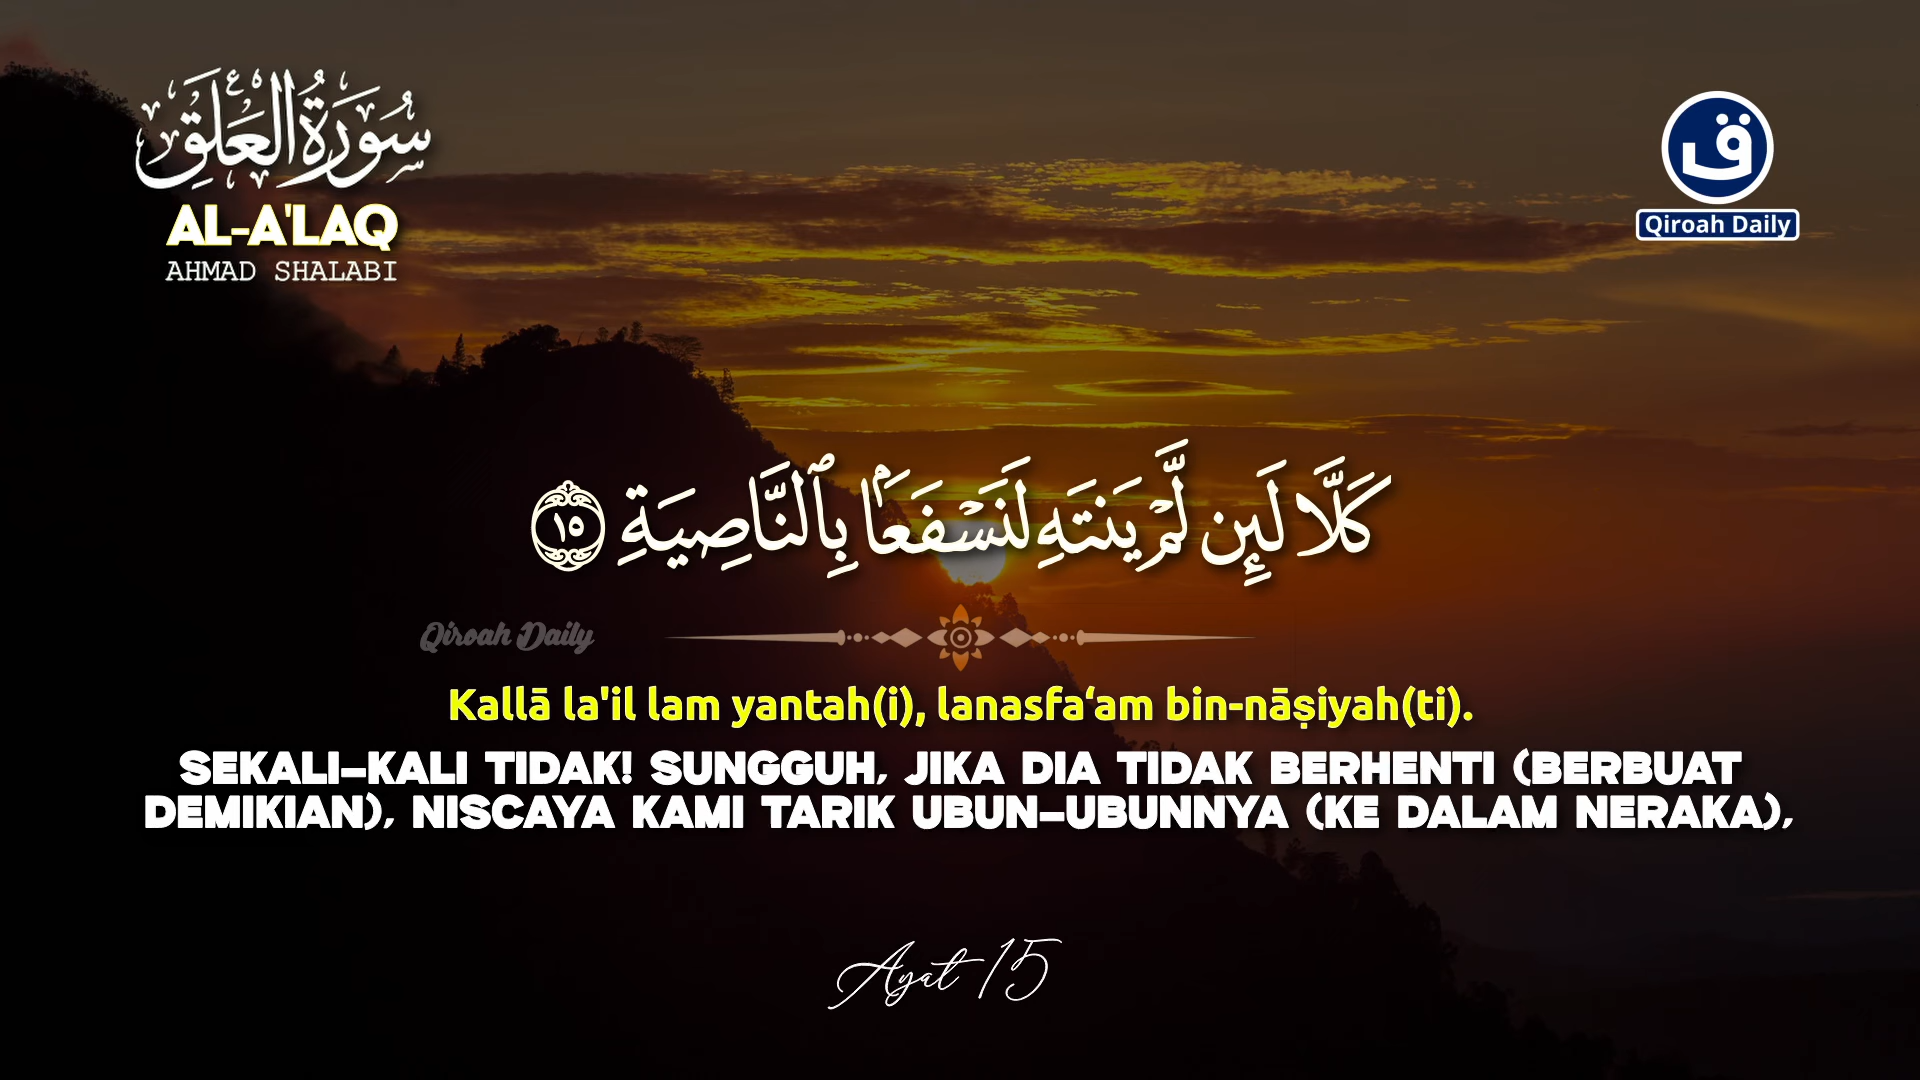 سُورَةُ الْعَلَقِ
AL-A'LAQ
AHMAD SHALABI
ق
Qiroah Daily
كَلَّا لَئِن لَّمْ يَنتَهِ لَنَسْفَعًۢا بِٱلنَّاصِيَةِ ١٥
Qiroah Daily
Kallā la'il lam yantah(i), lanasfa‘am bin-nāṣiyah(ti).
SEKALI-KALI TIDAK! SUNGGUH, JIKA DIA TIDAK BERHENTI (BERBUAT
DEMIKIAN), NISCAYA KAMI TARIK UBUN-UBUNNYA (KE DALAM NERAKA),
Ayat 15